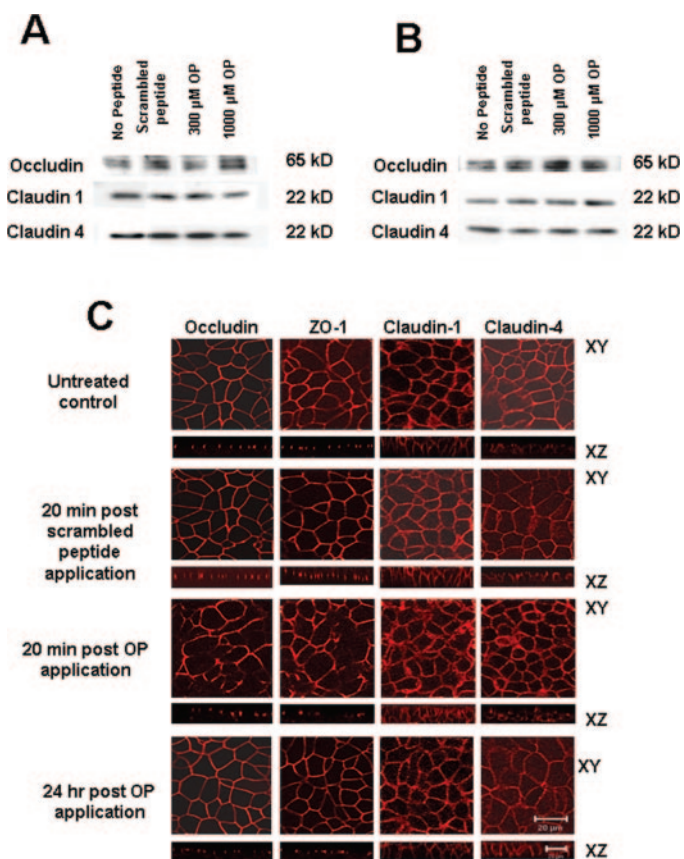 A
B
No Peptide
Scrambled
peptide
300 µM OP
1000 µM OP
No Peptide
Scrambled
peptide
300 µM OP
1000 µM OP
Occludin 65 kD
Claudin 1 22 kD
Claudin 4 22 kD
Occludin 65 kD
Claudin 1 22 kD
Claudin 4 22 kD
C
Occludin ZO-1 Claudin-1 Claudin-4
Untreated
control
XY
XZ
20 min post
scrambled
peptide
application
XY
XZ
20 min post OP
application
XY
XZ
24 hr post OP
application
XY
20 µm
XZ